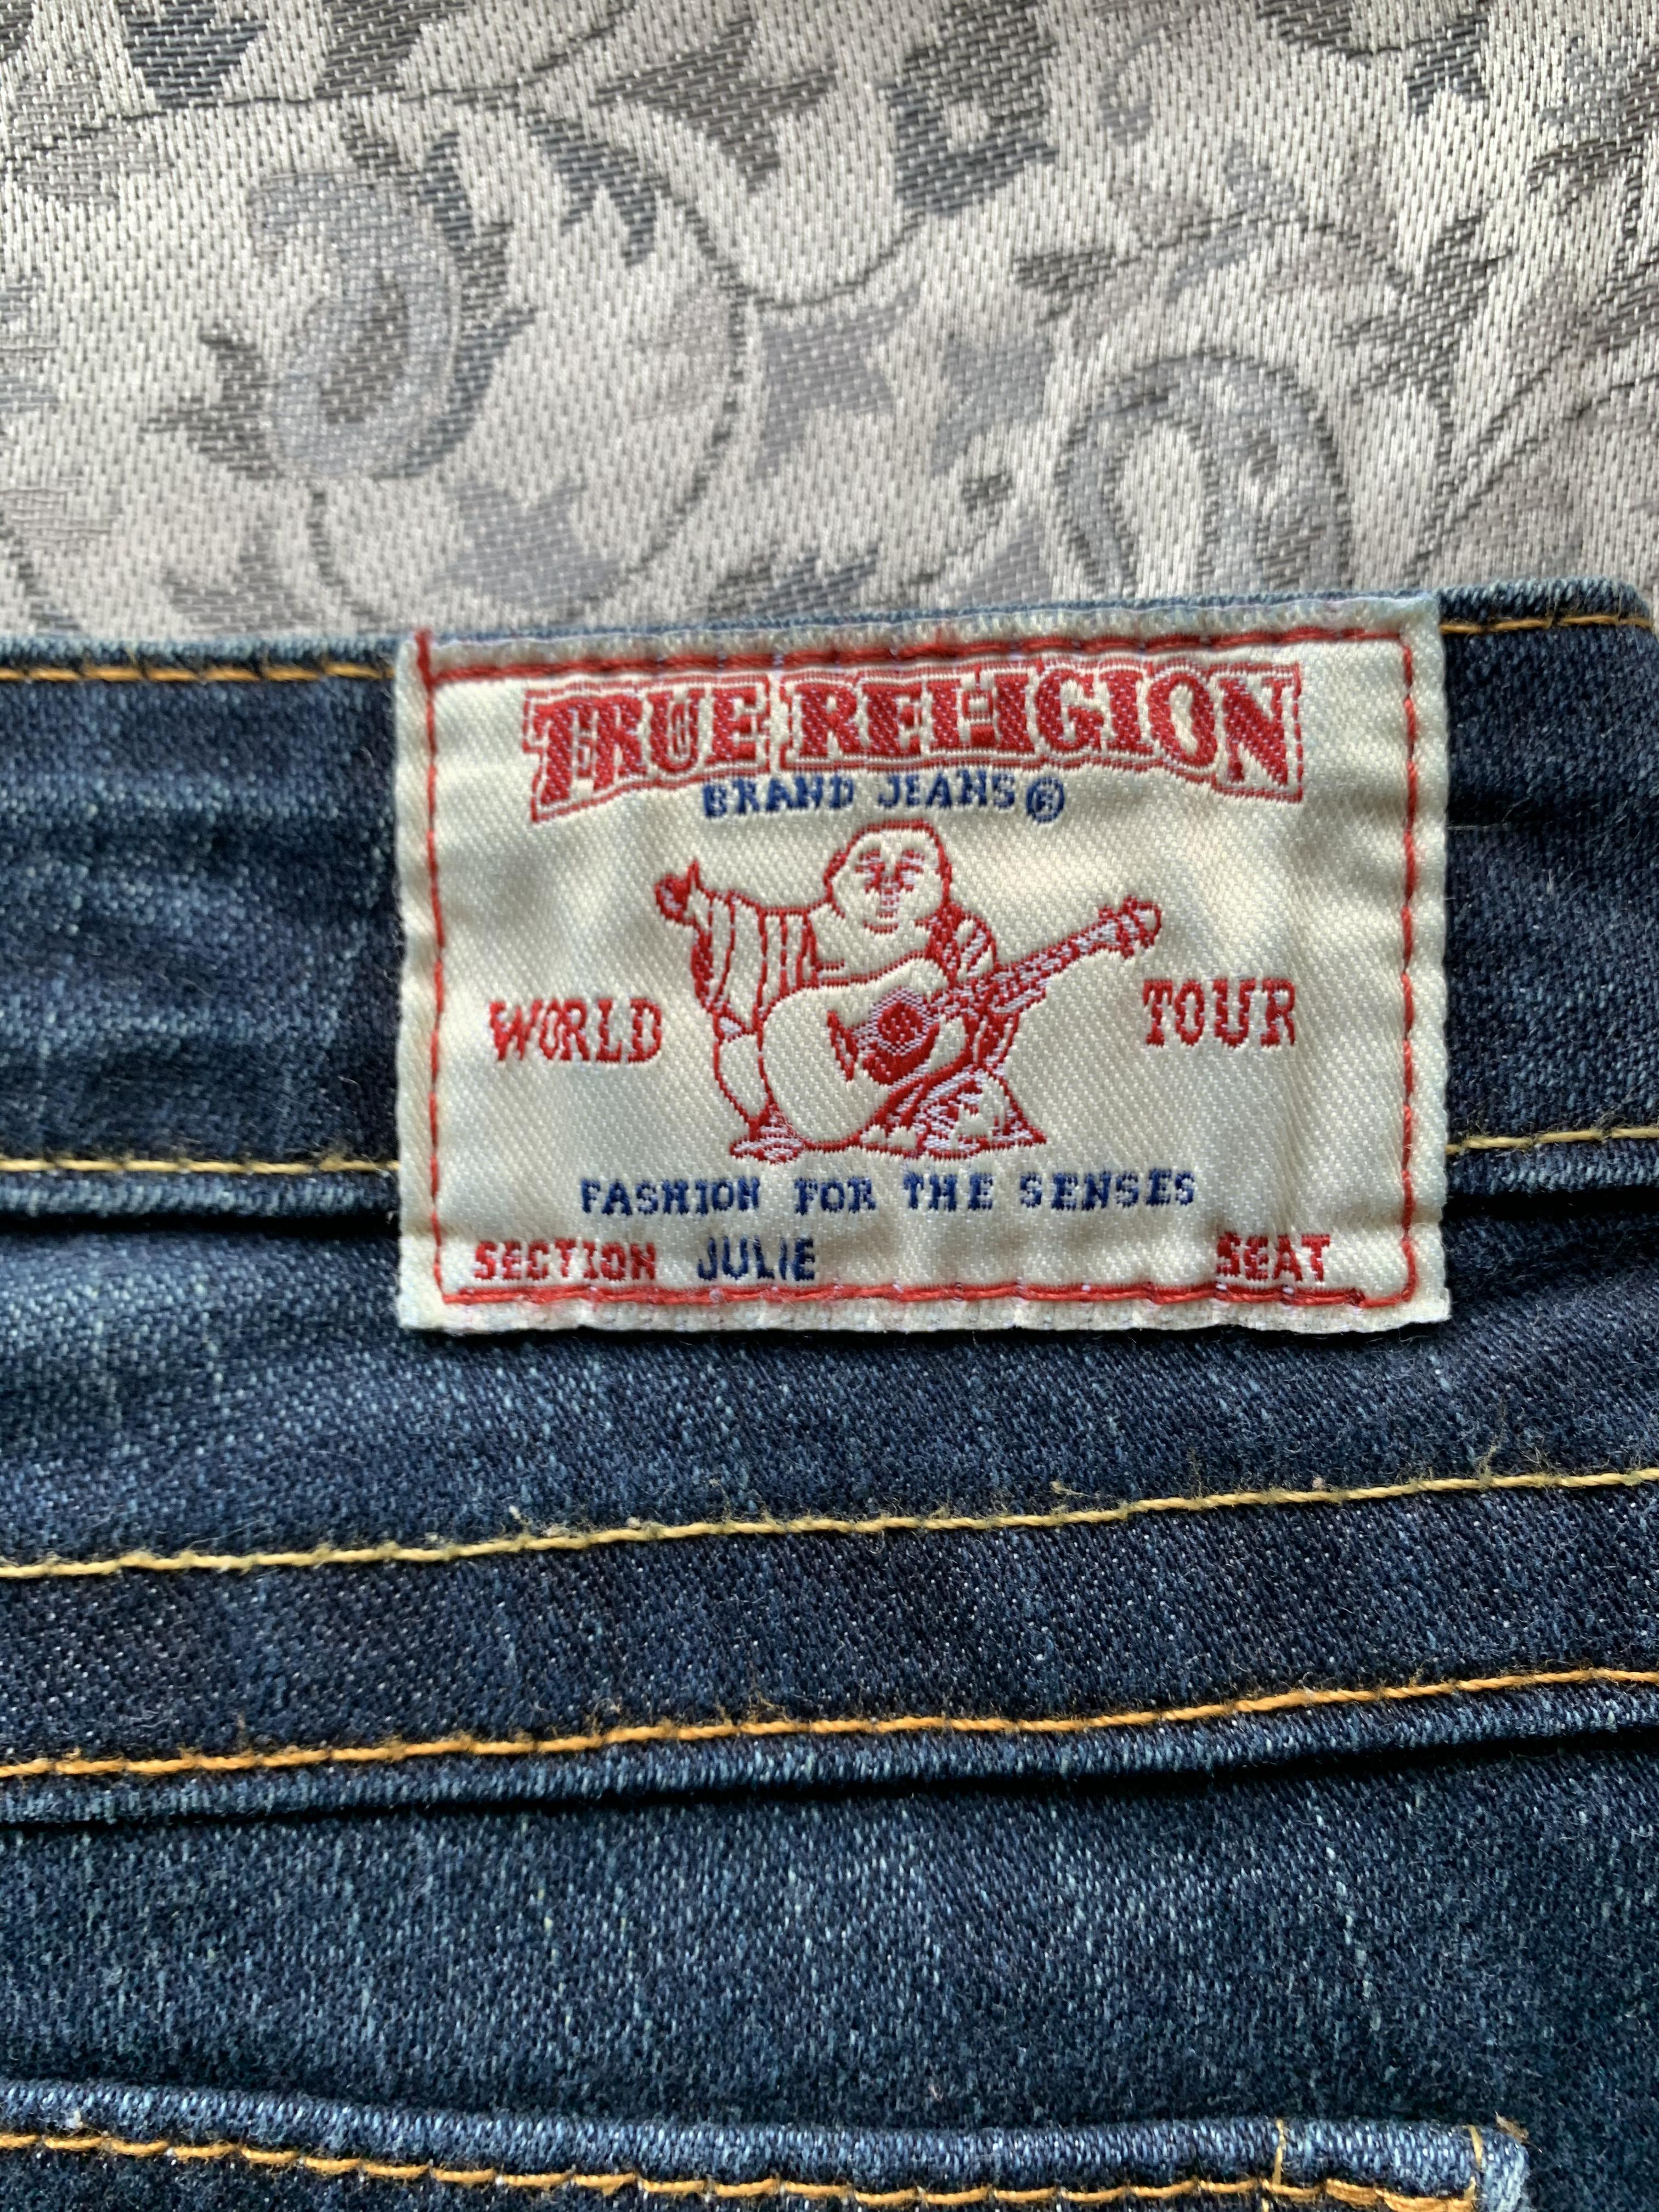 TRUE RELIGION
BRAND JEANS®
WORLD TOUR
FASHION FOR THE SENSES
SECTION JULIE SEAT